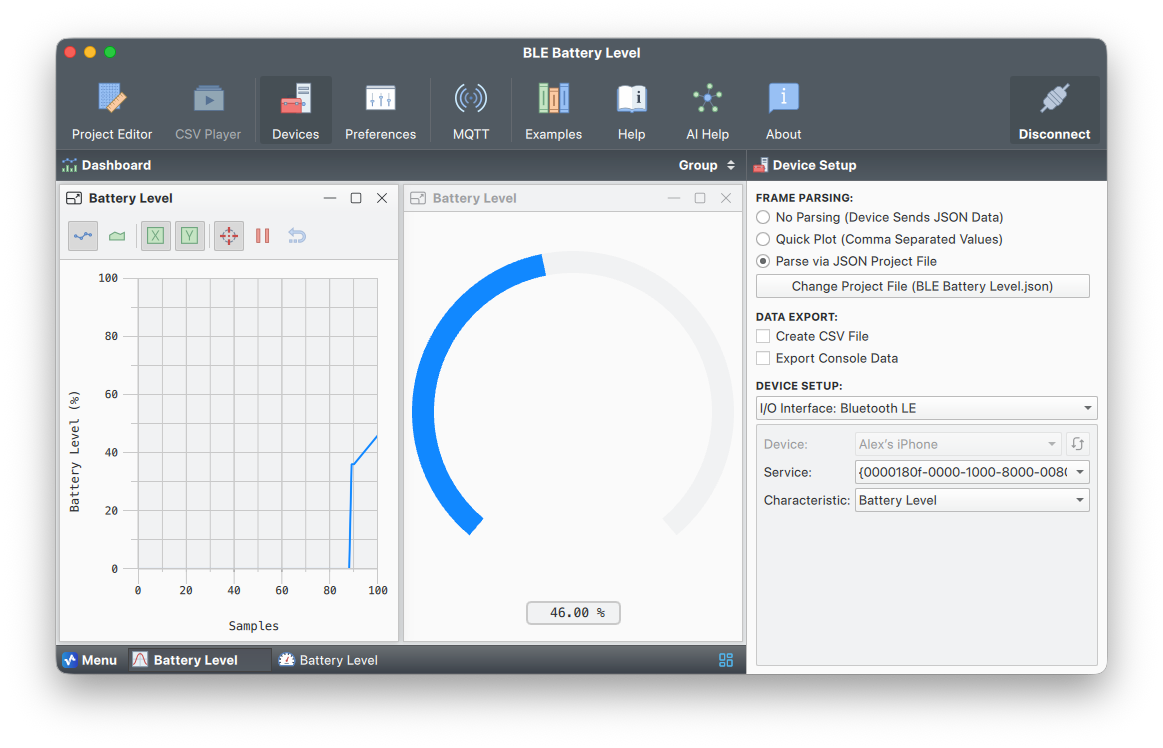 BLE Battery Level
Project Editor
CSV Player
Devices
Preferences
MQTT
Examples
Help
AI Help
About
Disconnect
Dashboard
Group
Device Setup
Battery Level
100
80
60
40
20
0
Battery Level (%)
0 20 40 60 80 100
Samples
Battery Level
46.00 %
FRAME PARSING:
No Parsing (Device Sends JSON Data)
Quick Plot (Comma Separated Values)
Parse via JSON Project File
Change Project File (BLE Battery Level.json)
DATA EXPORT:
Create CSV File
Export Console Data
DEVICE SETUP:
I/O Interface: Bluetooth LE
Device: Alex's iPhone
Service: {0000180f-0000-1000-8000-008
Characteristic: Battery Level
Menu
Battery Level
Battery Level